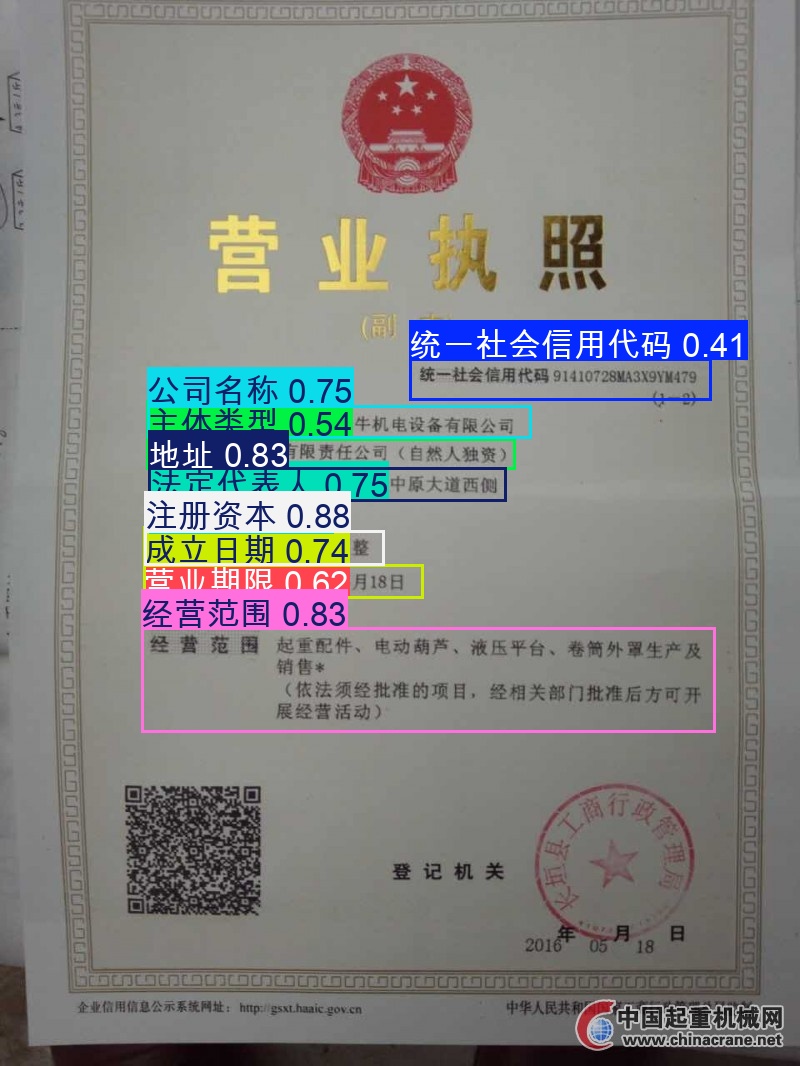 营业执照
统一社会信用代码 0.41
统一社会信用代码 91410728MA3X9YM479
(1-2)
公司名称 0.75
主体类型 0.54
牛机电设备有限公司
地址 0.83
有限责任公司（自然人独资）
法定代表人 0.75
中原大道西侧
注册资本 0.88
成立日期 0.74
整
营业期限 0.62
月18日
经营范围 0.83
经营范围 起重配件、电动葫芦、液压平台、卷筒外罩生产及
销售*
（依法须经批准的项目，经相关部门批准后方可开
展经营活动）
长垣县工商行政管理局
登记机关
2016年05月18日
企业信用信息公示系统网址：http://gsxt.haaic.gov.cn
中华人民共和国
中国起重机械网
www.chinacrane.net